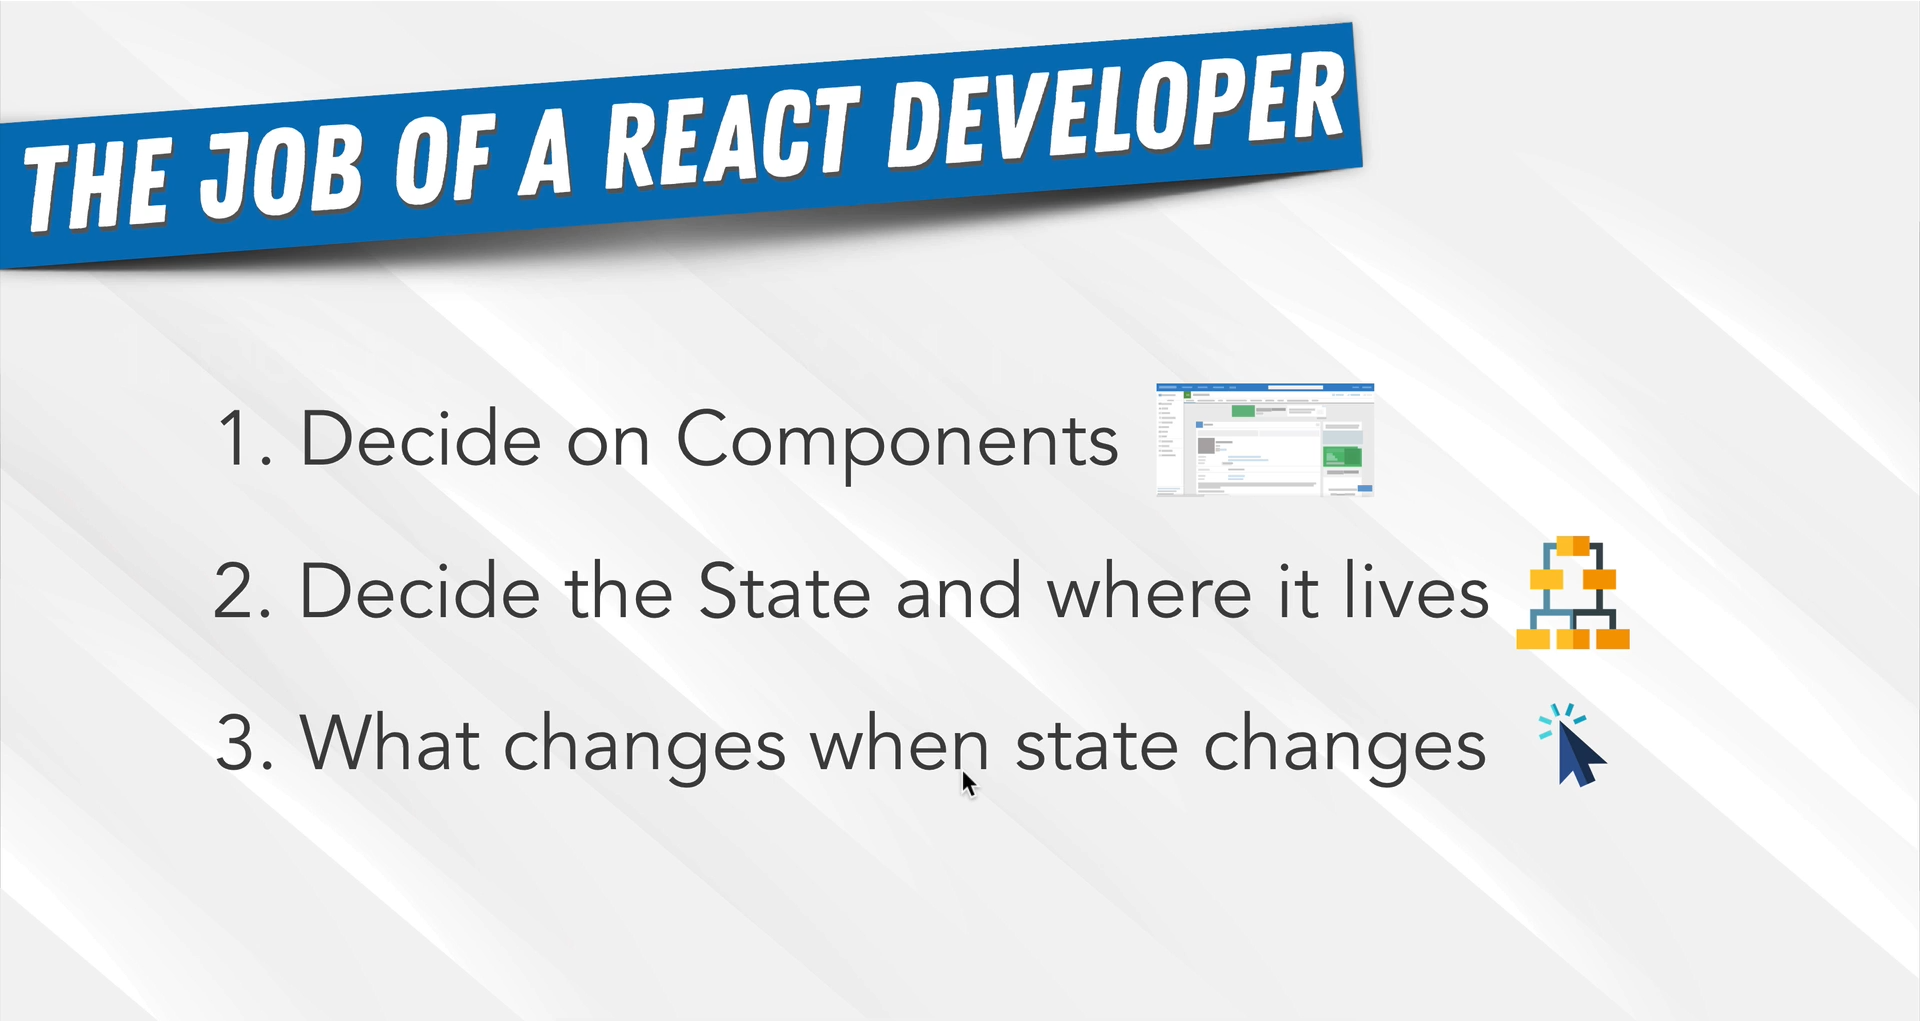 THE JOB OF A REACT DEVELOPER
1. Decide on Components
2. Decide the State and where it lives
3. What changes when state changes